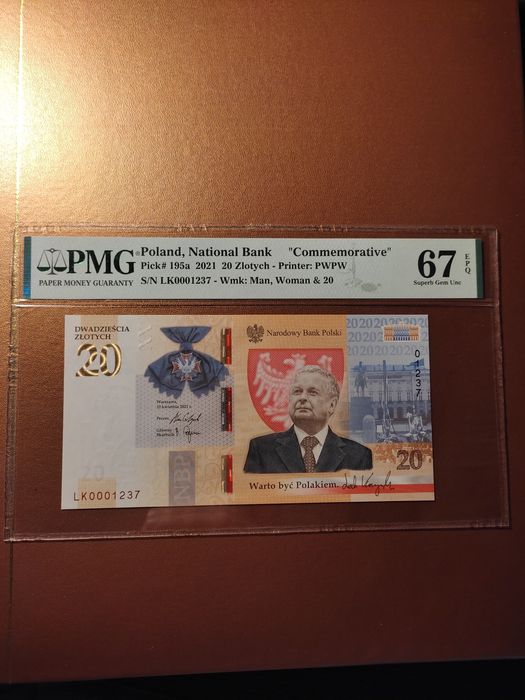 PMG
PAPER MONEY GUARANTY
Poland, National Bank "Commemorative"
Pick# 195a 2021 20 Zlotych - Printer: PWPW
S/N LK0001237 - Wmk: Man, Woman & 20
67 EPQ
Superb Gem Unc
DWADZIEŚCIA
ZŁOTYCH
20
Narodowy Bank Polski
01237
Warszawa,
Prezes
Główny
Skarbnik
NBP
20
20
Warto być Polakiem.
LK0001237